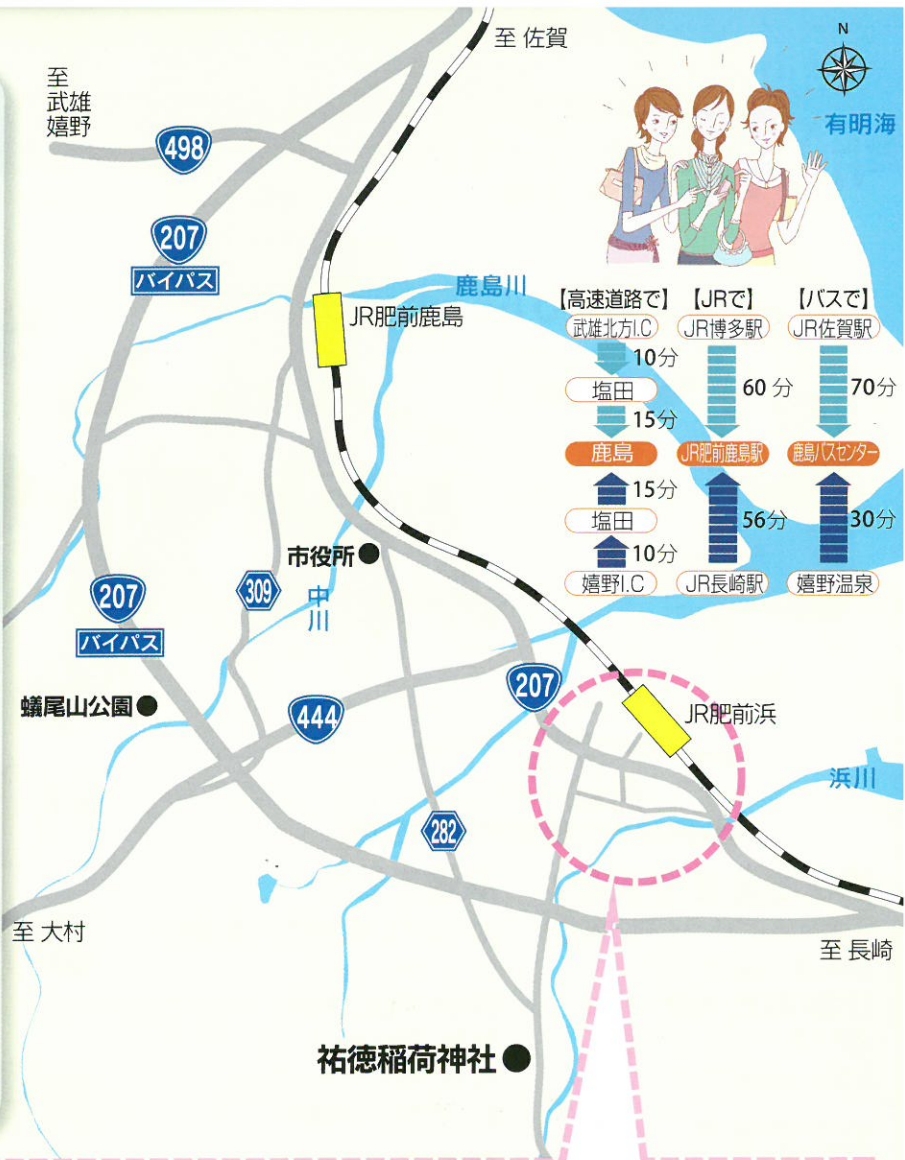 至 佐賀
N
有明海
至
武雄
嬉野
498
207
バイパス
鹿島川
JR肥前鹿島
【高速道路で】
武雄北方I.C
10分
塩田
15分
鹿島
15分
塩田
10分
嬉野I.C
【JRで】
JR博多駅
60分
JR肥前鹿島駅
56分
JR長崎駅
【バスで】
JR佐賀駅
70分
鹿島バスセンター
30分
嬉野温泉
市役所
309
中川
207
バイパス
蟻尾山公園
444
207
JR肥前浜
浜川
282
至 大村
至 長崎
祐徳稲荷神社